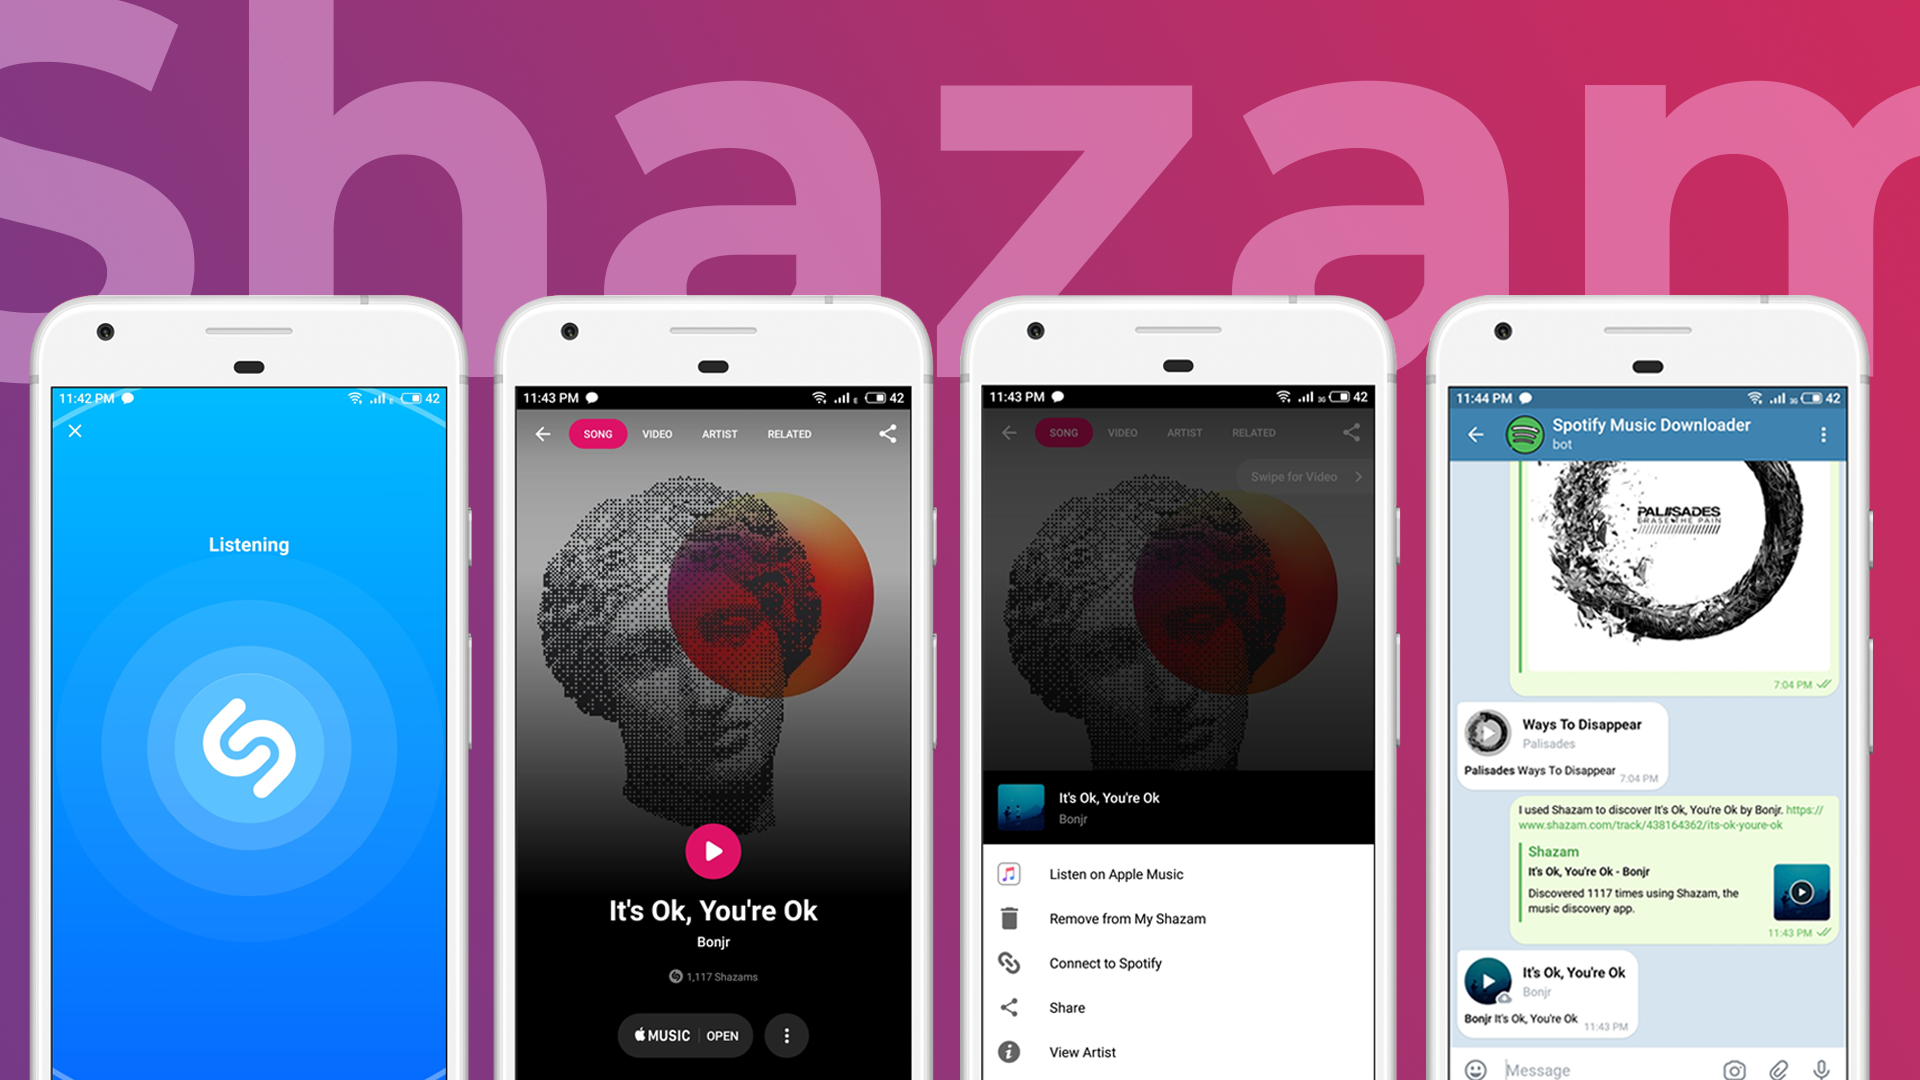 Shazam
11:42 PM
42
Listening
11:43 PM
E
42
SONG VIDEO ARTIST RELATED
It's Ok, You're Ok
Bonjr
1,117 Shazams
MUSIC OPEN
11:43 PM
3G
42
SONG VIDEO ARTIST RELATED
Swipe for Video
It's Ok, You're Ok
Bonjr
Listen on Apple Music
Remove from My Shazam
Connect to Spotify
Share
View Artist
11:44 PM
3G
42
Spotify Music Downloader
bot
PALISADES
ERASE THE PAIN
7:04 PM
Ways To Disappear
Palisades
Palisades Ways To Disappear
7:04 PM
I used Shazam to discover It's Ok, You're Ok by Bonjr. https://
www.shazam.com/track/438164362/its-ok-youre-ok
Shazam
It's Ok, You're Ok - Bonjr
Discovered 1117 times using Shazam, the
music discovery app.
11:43 PM
It's Ok, You're Ok
Bonjr
Bonjr It's Ok, You're Ok
11:43 PM
Message